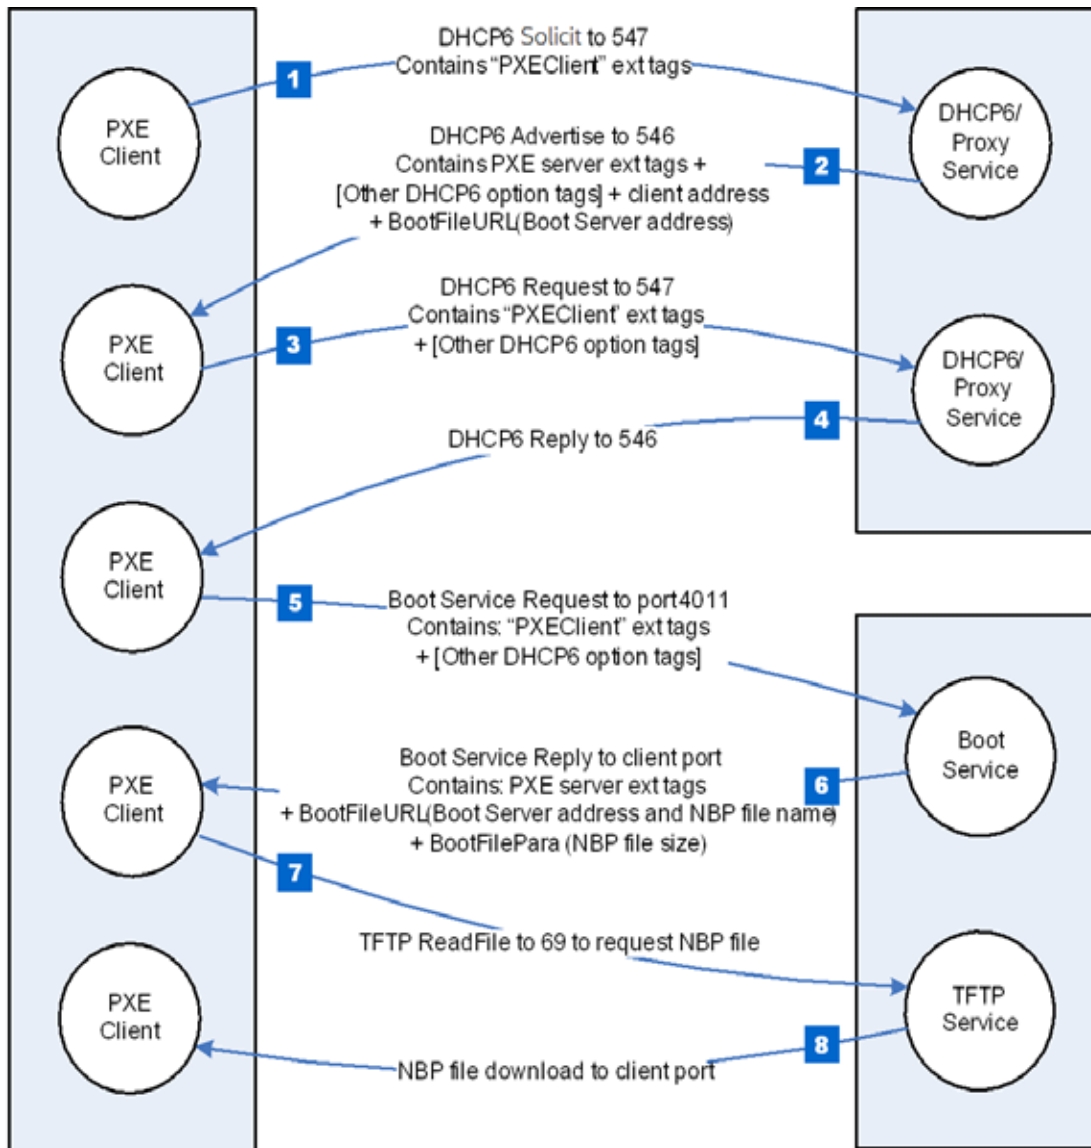 DHCP6 Solicit to 547
Contains “PXEClient” ext tags
1
PXE
Client
DHCP6/
Proxy
Service
DHCP6 Advertise to 546
Contains PXE server ext tags +
[Other DHCP6 option tags] + client address
+ BootFileURL(Boot Server address)
2
DHCP6 Request to 547
Contains “PXEClient” ext tags
+ [Other DHCP6 option tags]
3
PXE
Client
DHCP6/
Proxy
Service
4
DHCP6 Reply to 546
PXE
Client
5
Boot Service Request to port 4011
Contains: “PXEClient” ext tags
+ [Other DHCP6 option tags]
Boot
Service
Boot Service Reply to client port
Contains: PXE server ext tags
+ BootFileURL(Boot Server address and NBP file name)
+ BootFilePara (NBP file size)
6
PXE
Client
7
TFTP ReadFile to 69 to request NBP file
TFTP
Service
PXE
Client
8
NBP file download to client port